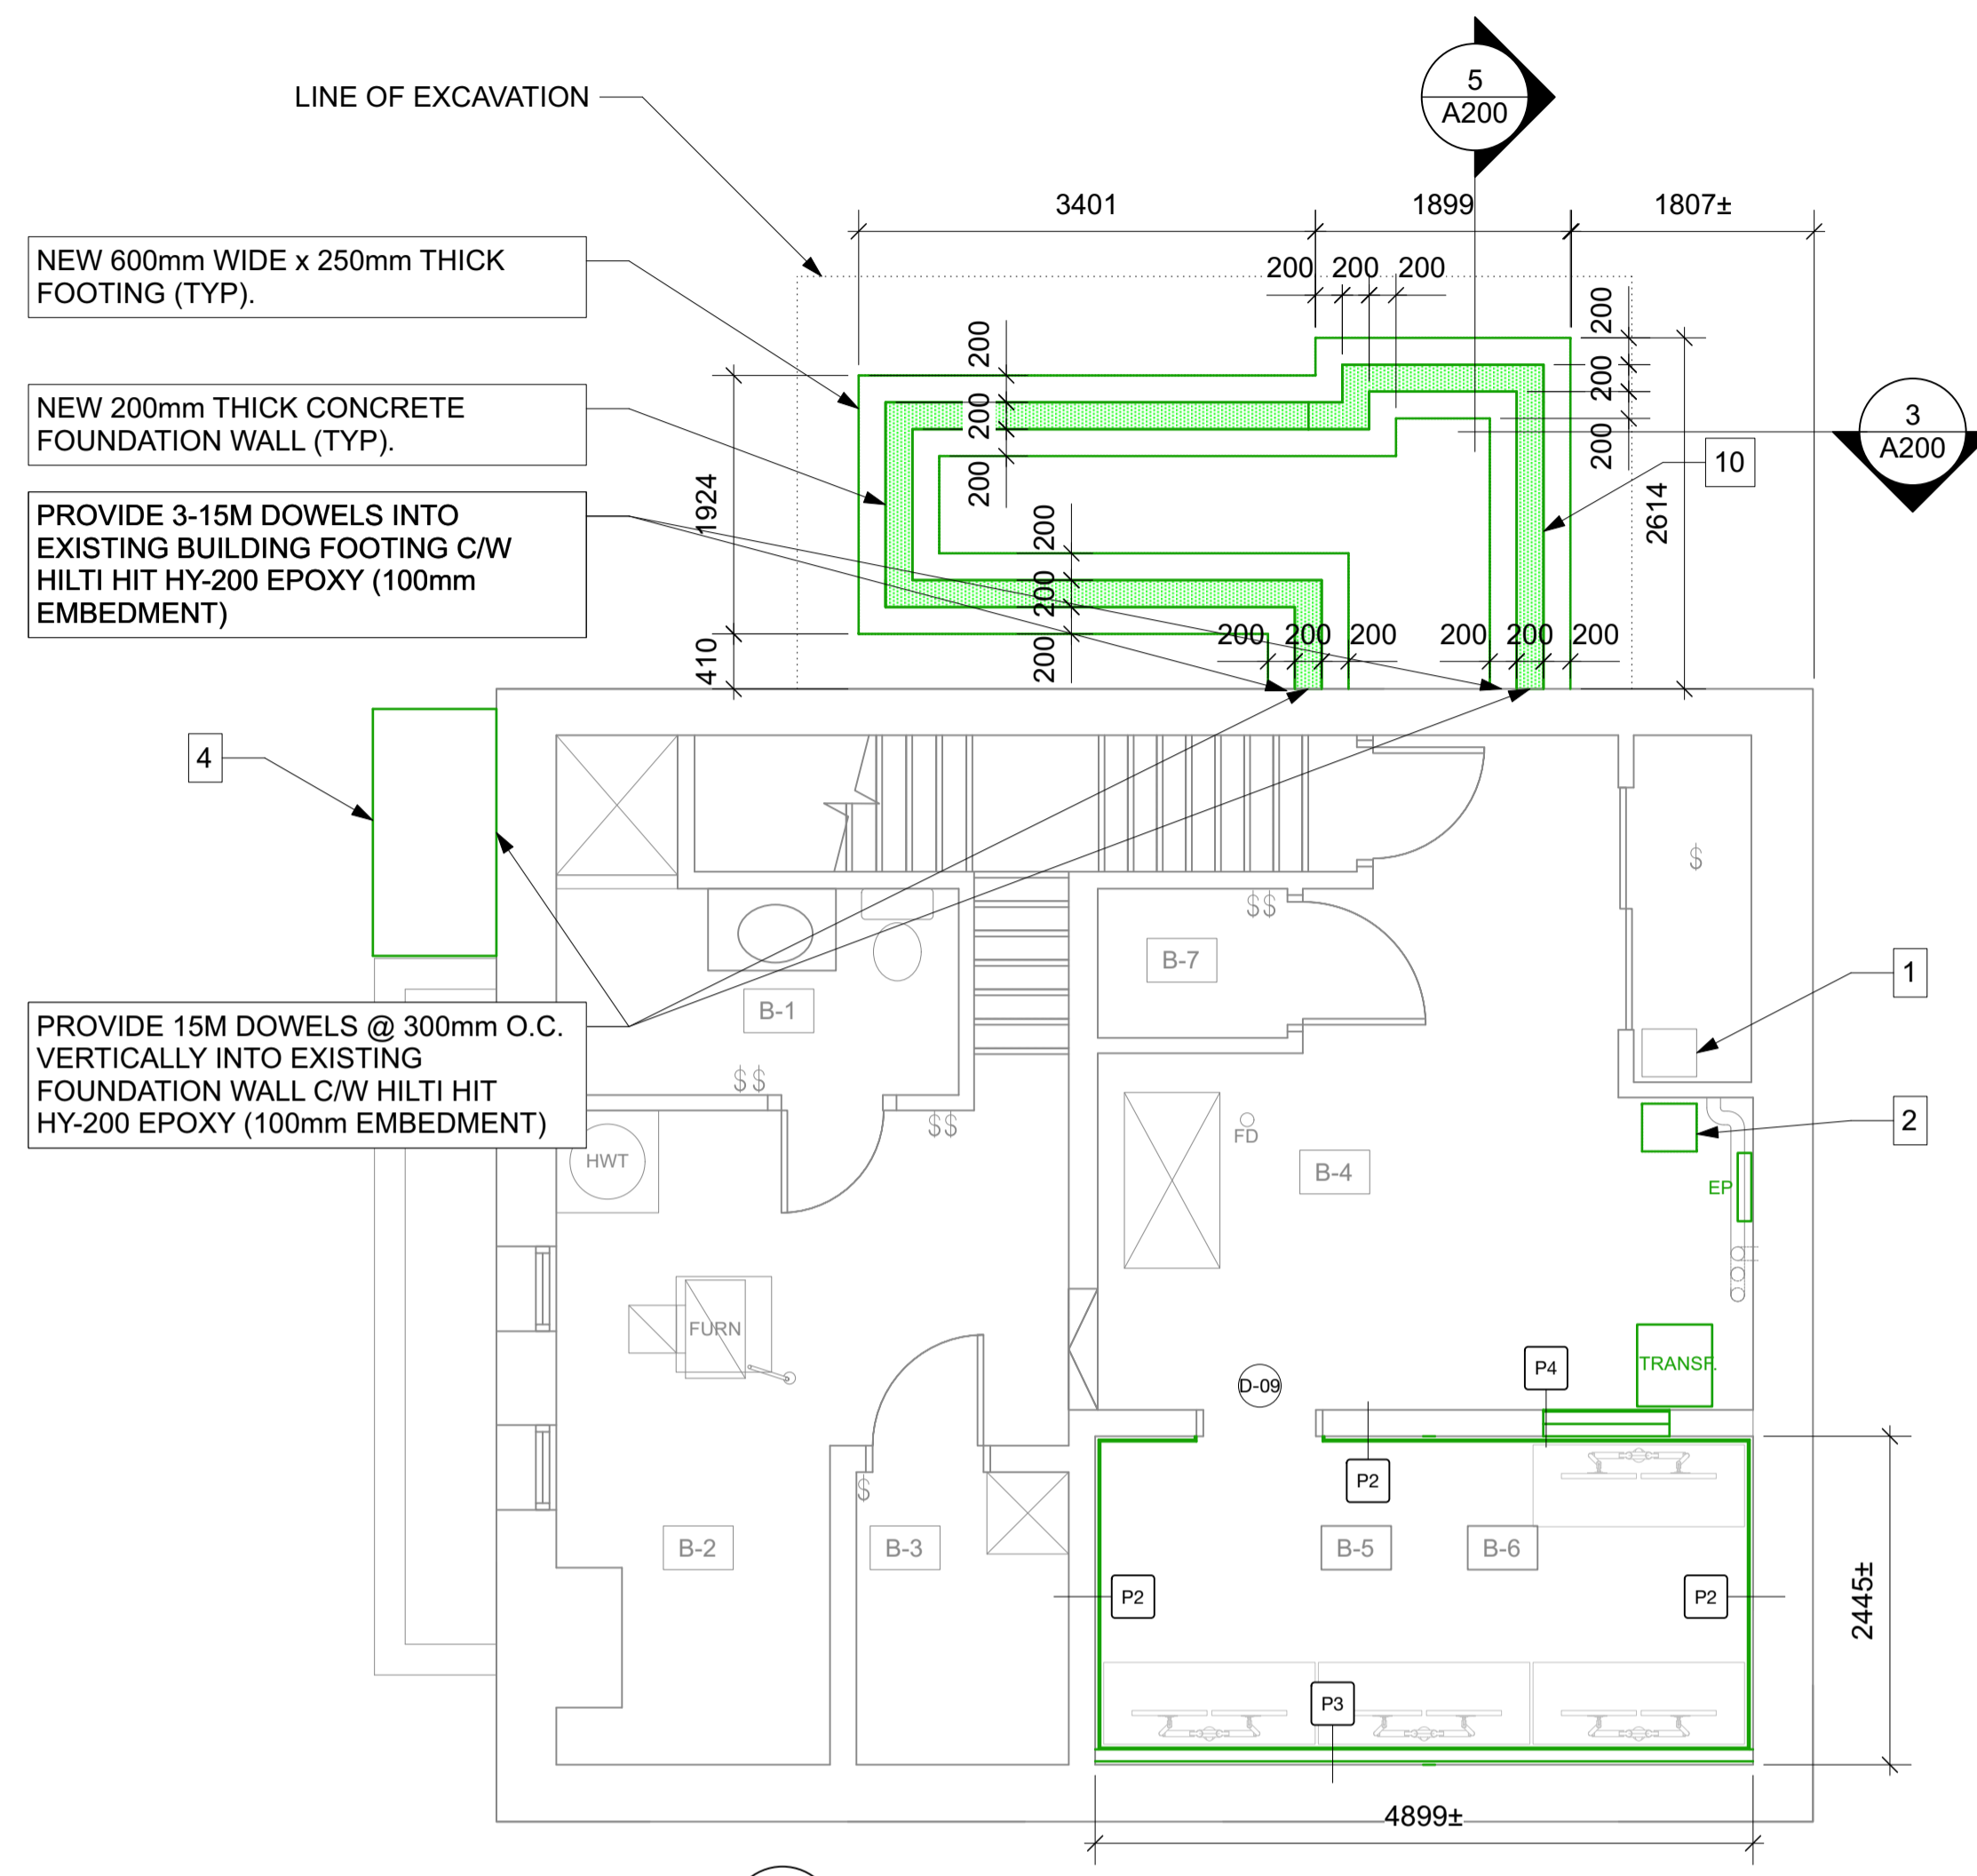 5
A200
LINE OF EXCAVATION
3401
1899
1807±
NEW 600mm WIDE x 250mm THICK
FOOTING (TYP).
200
200
200
200
200
200
200
200
200
NEW 200mm THICK CONCRETE
FOUNDATION WALL (TYP).
3
A200
10
1924
2614
PROVIDE 3-15M DOWELS INTO
EXISTING BUILDING FOOTING C/W
HILTI HIT HY-200 EPOXY (100mm
EMBEDMENT)
200
200
200
410
200
200
200
200
200
200
4
$
$$
B-7
1
B-1
PROVIDE 15M DOWELS @ 300mm O.C.
VERTICALLY INTO EXISTING
FOUNDATION WALL C/W HILTI HIT
HY-200 EPOXY (100mm EMBEDMENT)
$$
$$
2
FD
HWT
B-4
EP
FURN
TRANSF.
P4
D-09
P2
$
B-2
B-3
B-5
B-6
P2
P2
2445±
P3
4899±